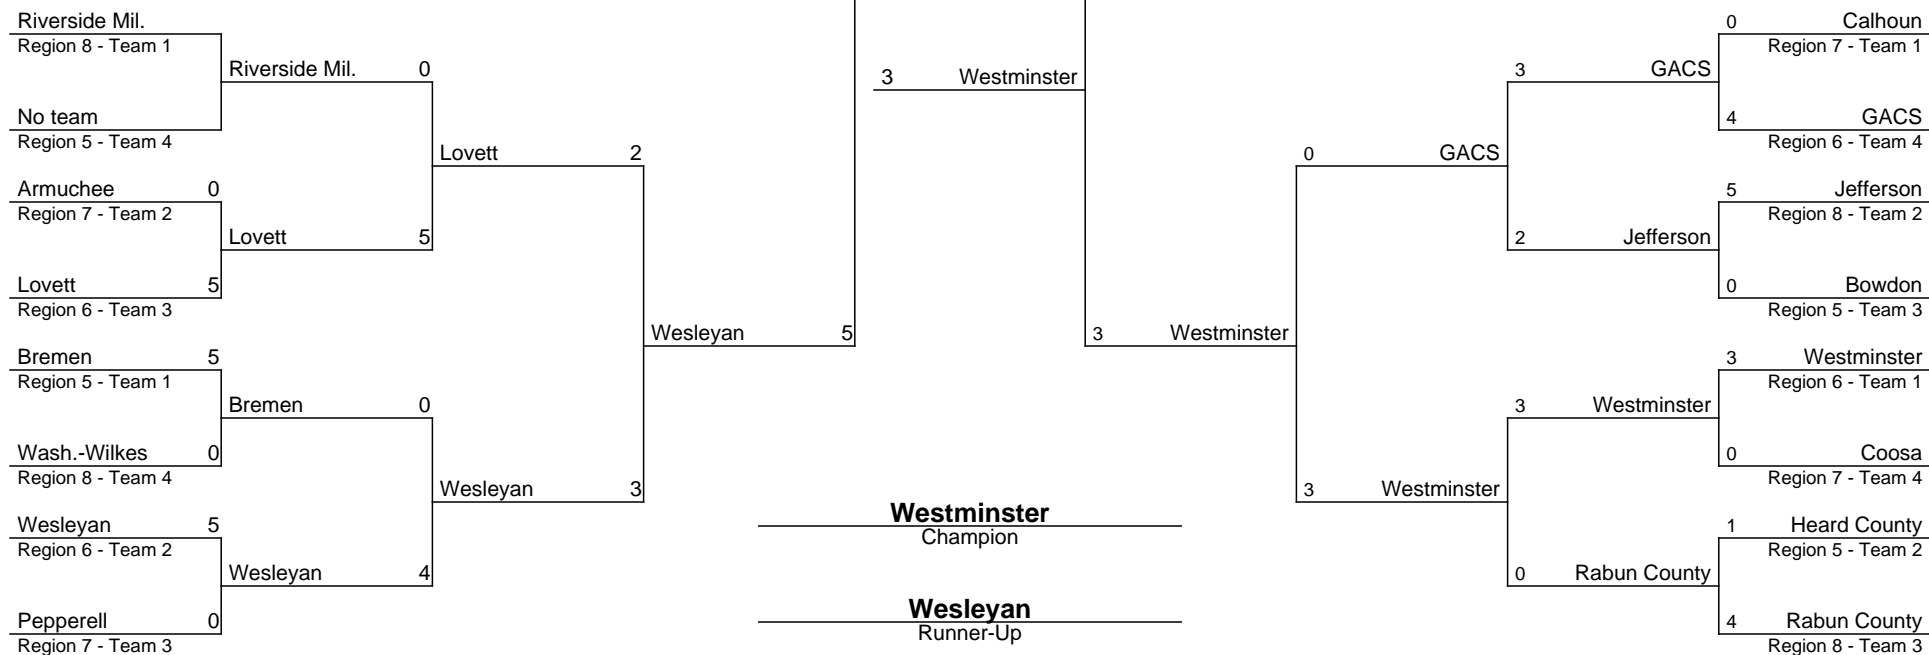 Riverside Mil.
Region 8 - Team 1
Riverside Mil. 0
No team
Region 5 - Team 4
Lovett 2
Armuchee 0
Region 7 - Team 2
Lovett 5
Lovett 5
Region 6 - Team 3
Wesleyan 5
Bremen 5
Region 5 - Team 1
Bremen 0
Wash.-Wilkes 0
Region 8 - Team 4
Wesleyan 3
Wesleyan 5
Region 6 - Team 2
Wesleyan 4
Pepperell 0
Region 7 - Team 3
3 Westminster
Westminster
Champion
Wesleyan
Runner-Up
0 Calhoun
Region 7 - Team 1
3 GACS
4 GACS
Region 6 - Team 4
0 GACS
5 Jefferson
Region 8 - Team 2
2 Jefferson
0 Bowdon
Region 5 - Team 3
3 Westminster
3 Westminster
Region 6 - Team 1
3 Westminster
0 Coosa
Region 7 - Team 4
3 Westminster
1 Heard County
Region 5 - Team 2
0 Rabun County
4 Rabun County
Region 8 - Team 3